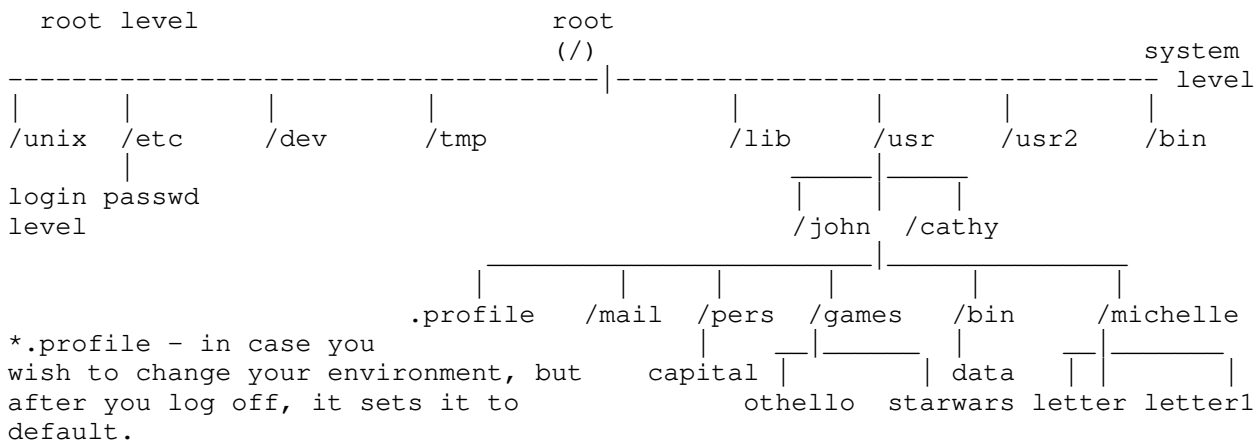 root level root
(/) system
level
/unix /etc /dev /tmp /lib /usr /usr2 /bin
login passwd
level /john /cathy
.profile /mail /pers /games /bin /michelle
*.profile - in case you
wish to change your environment, but capital data
after you log off, it sets it to othello starwars letter letter1
default.